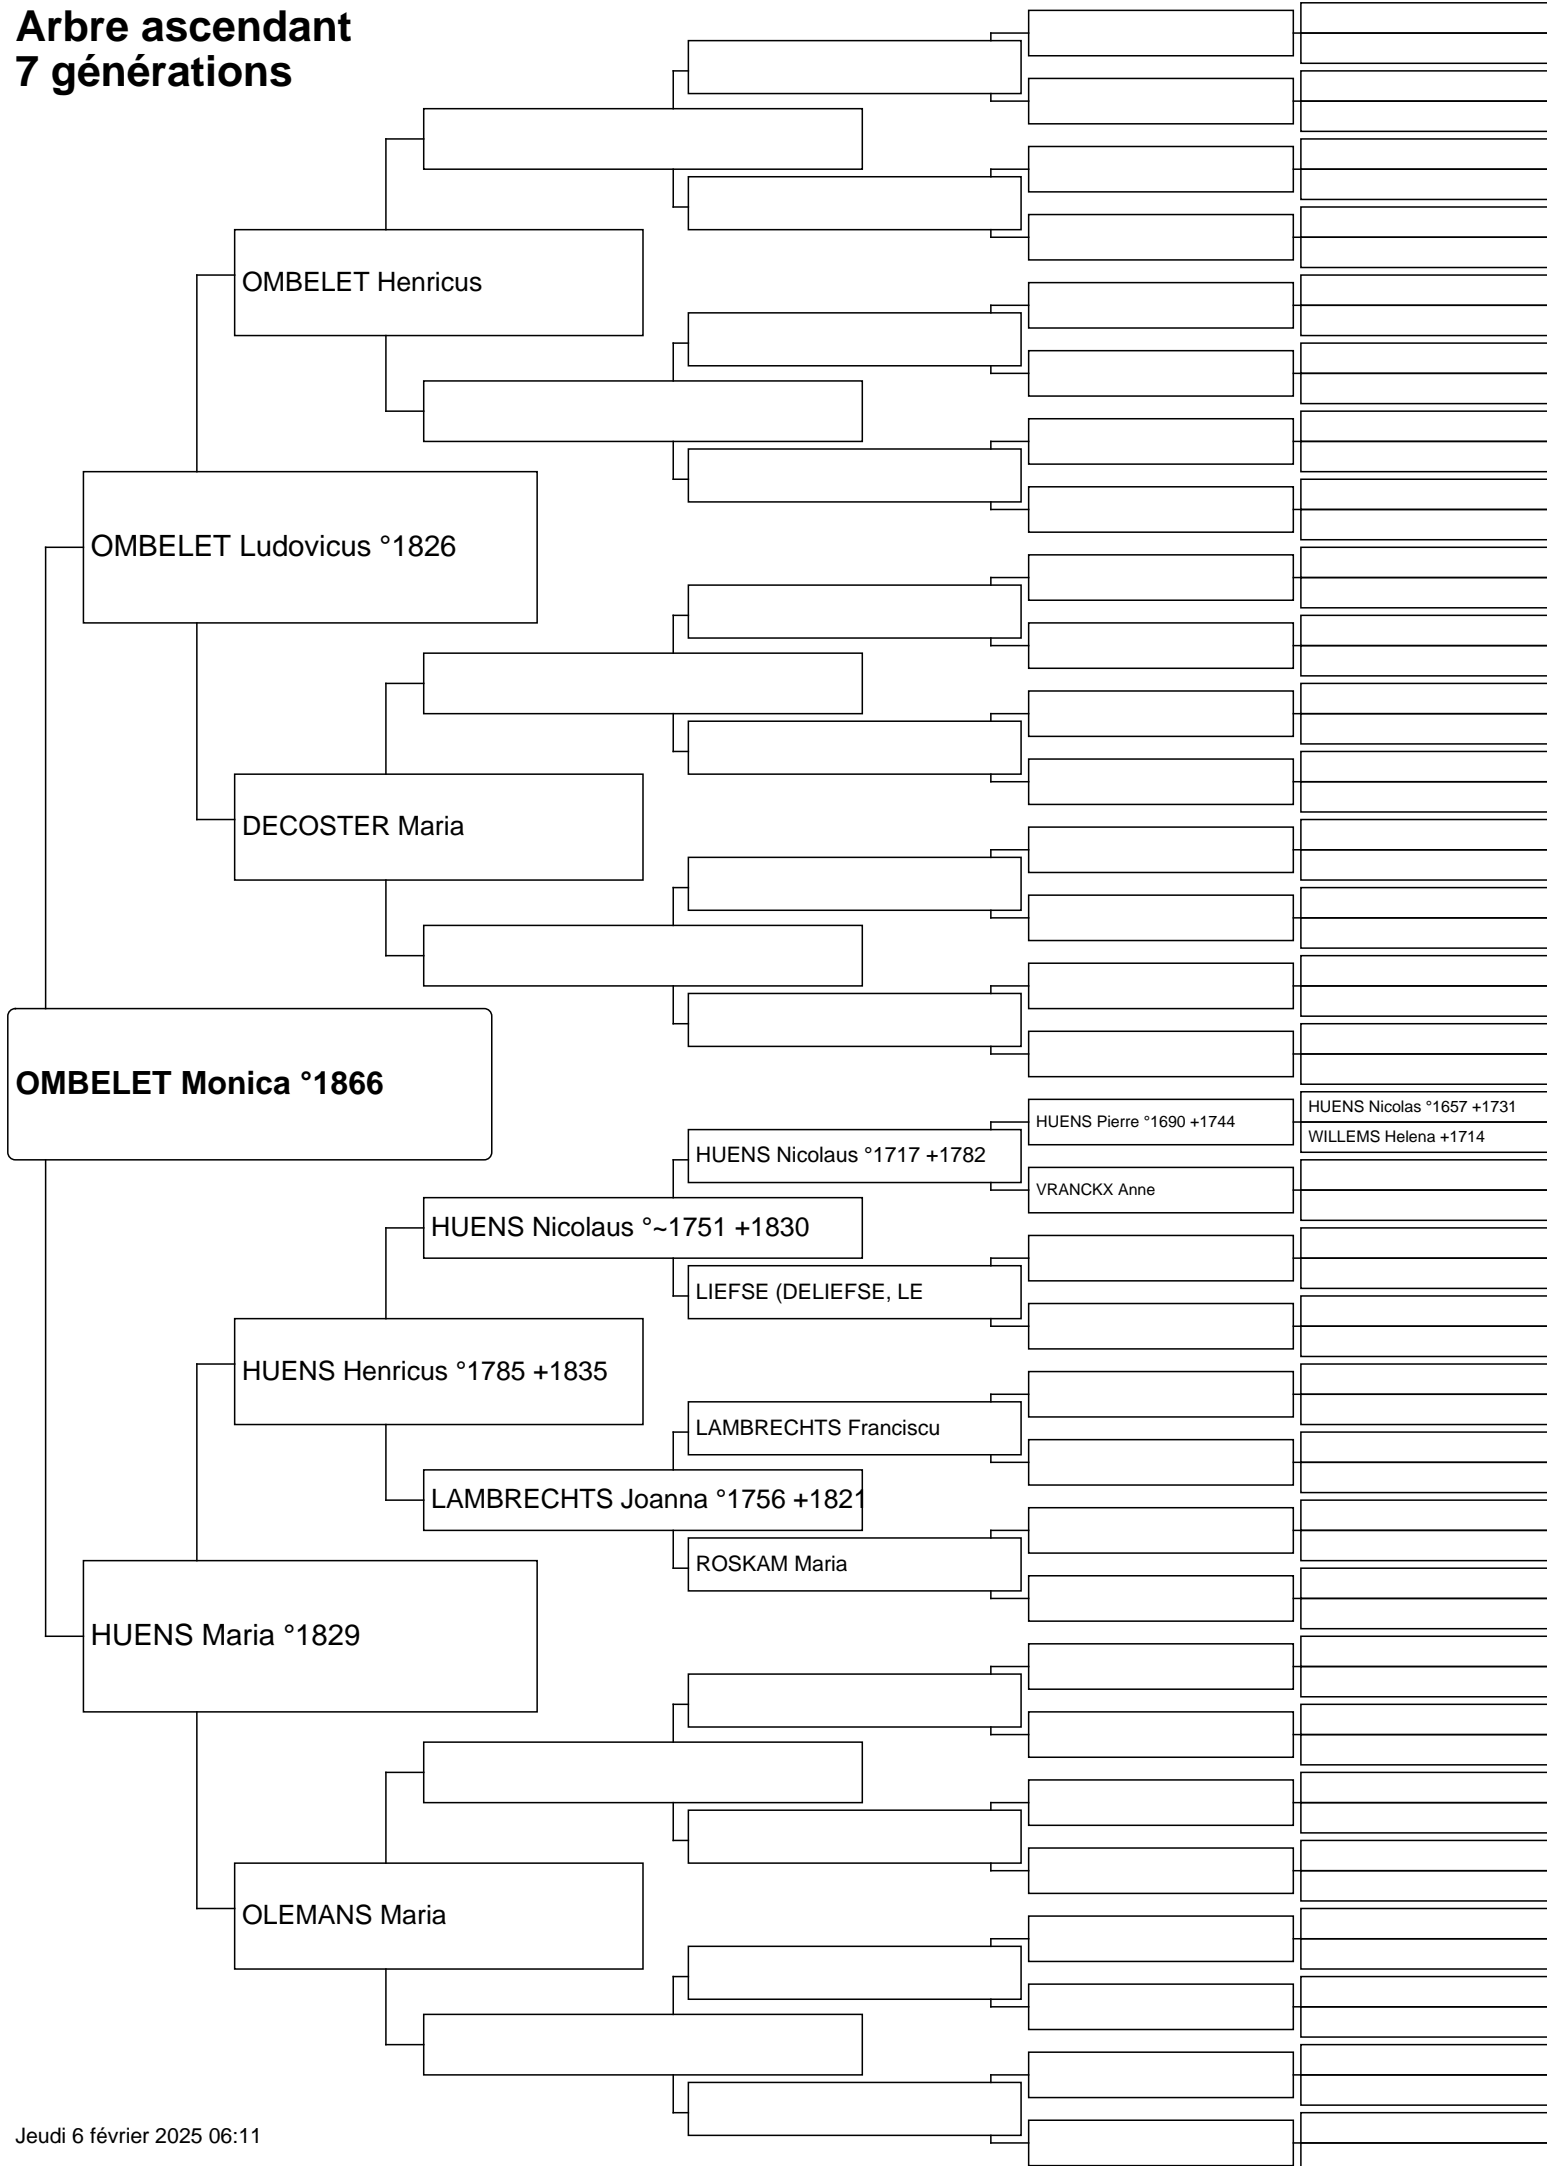 Arbre ascendant
7 générations
OMBELET Henricus
OMBELET Ludovicus °1826
DECOSTER Maria
OMBELET Monica °1866
HUENS Nicolas °1657 +1731
HUENS Pierre °1690 +1744
WILLEMS Helena +1714
HUENS Nicolaus °1717 +1782
VRANCKX Anne
HUENS Nicolaus °~1751 +1830
LIEFSE (DELIEFSE, LE
HUENS Henricus °1785 +1835
LAMBRECHTS Franciscu
LAMBRECHTS Joanna °1756 +1821
ROSKAM Maria
HUENS Maria °1829
OLEMANS Maria
Jeudi 6 février 2025 06:11